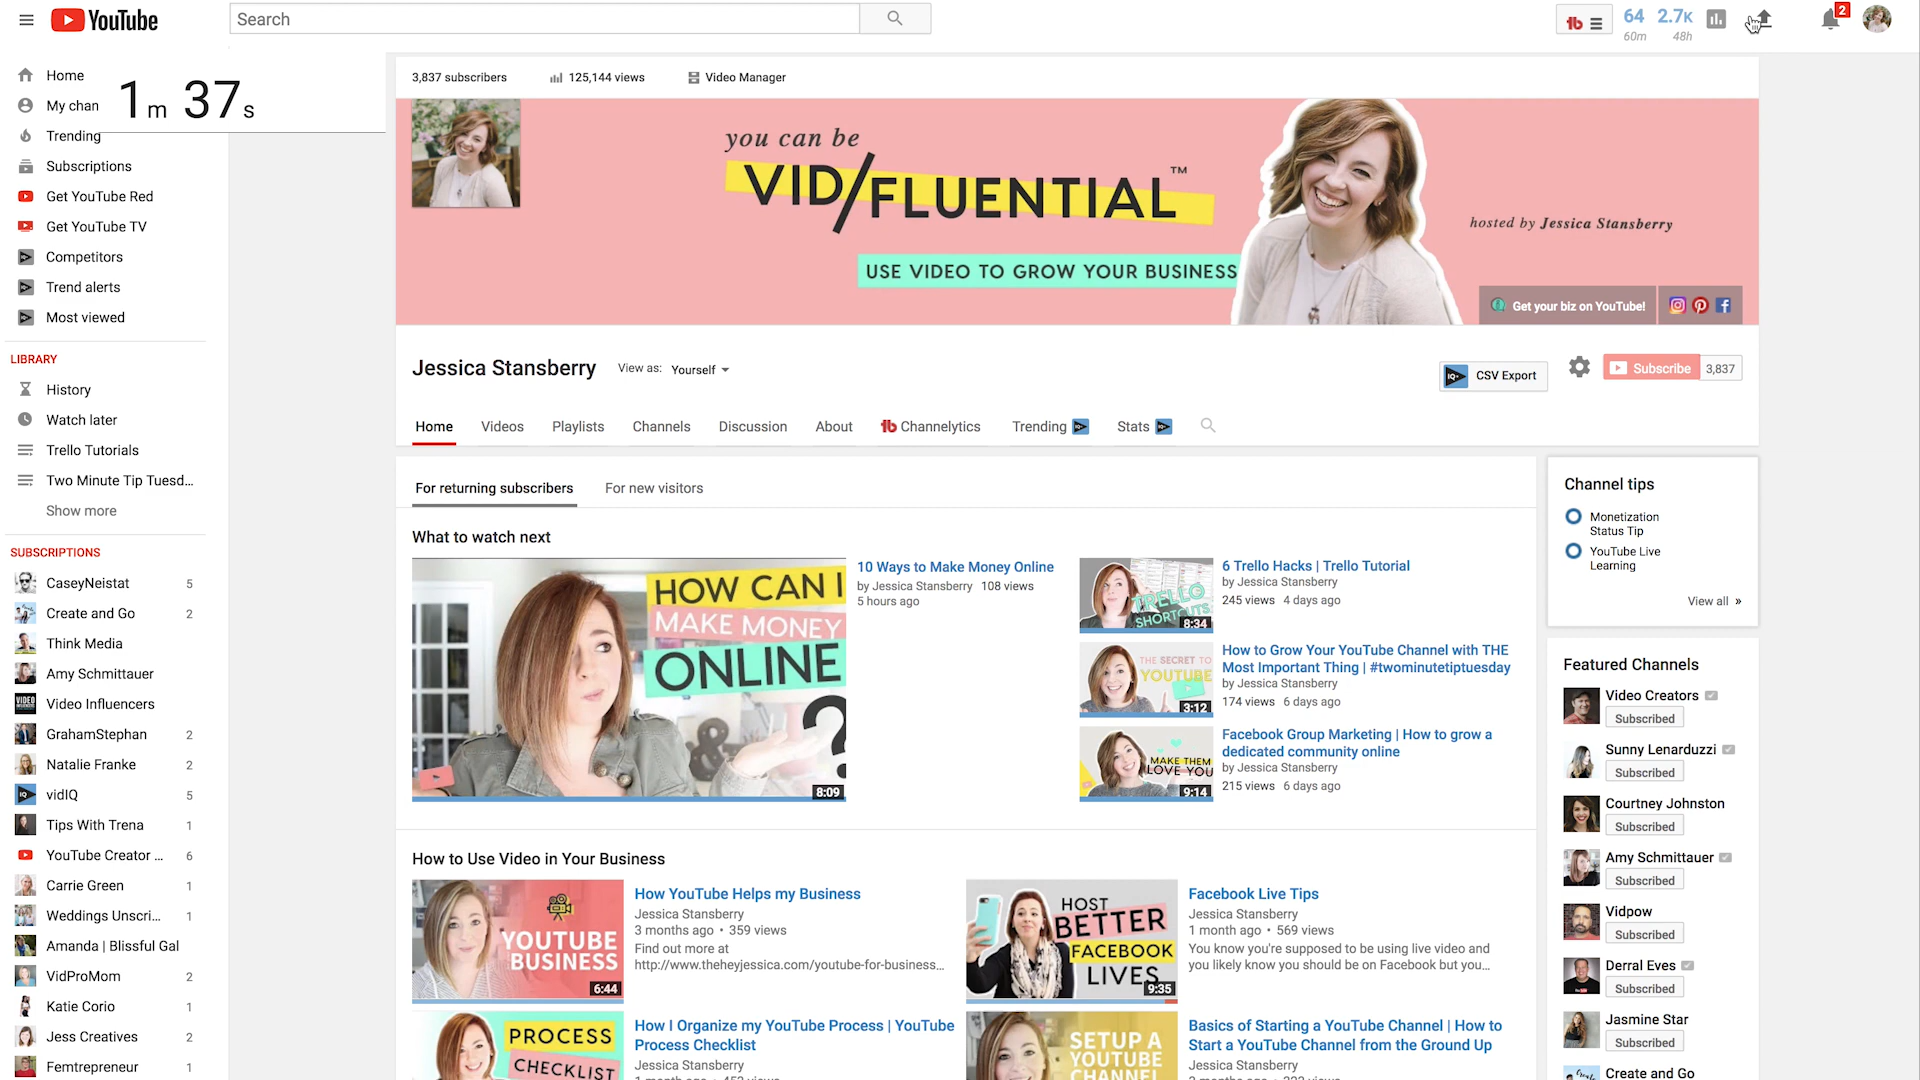 YouTube
Search
64
60m
2.7K
48h
2
Home
My chan
1m 37s
Trending
Subscriptions
Get YouTube Red
Get YouTube TV
Competitors
Trend alerts
Most viewed
LIBRARY
History
Watch later
Trello Tutorials
Two Minute Tip Tuesd...
Show more
SUBSCRIPTIONS
CaseyNeistat 5
Create and Go 2
Think Media
Amy Schmittauer
Video Influencers
GrahamStephan 2
Natalie Franke 2
vidIQ 5
Tips With Trena 1
YouTube Creator ... 6
Carrie Green 1
Weddings Unscri... 1
Amanda | Blissful Gal
VidProMom 2
Katie Corio 1
Jess Creatives 2
Femtrepreneur 1
3,837 subscribers 125,144 views Video Manager
you can be
VID/FLUENTIAL™
USE VIDEO TO GROW YOUR BUSINESS
hosted by Jessica Stansberry
Get your biz on YouTube!
Jessica Stansberry View as: Yourself
CSV Export
Subscribe 3,837
Home Videos Playlists Channels Discussion About Channelytics Trending Stats
For returning subscribers For new visitors
What to watch next
HOW CAN I
MAKE MONEY
ONLINE
?
8:09
10 Ways to Make Money Online
by Jessica Stansberry 108 views
5 hours ago
TRELLO
SHORTCUTS
8:34
6 Trello Hacks | Trello Tutorial
by Jessica Stansberry
245 views 4 days ago
THE SECRET TO
YOUTUBE
3:12
How to Grow Your YouTube Channel with THE
Most Important Thing | #twominutetiptuesday
by Jessica Stansberry
174 views 6 days ago
MAKE THEM
LOVE YOU
9:14
Facebook Group Marketing | How to grow a
dedicated community online
by Jessica Stansberry
215 views 6 days ago
How to Use Video in Your Business
YOUTUBE
BUSINESS
6:44
How YouTube Helps my Business
Jessica Stansberry
3 months ago • 359 views
Find out more at
http://www.theheyjessica.com/youtube-for-business...
HOST
BETTER
FACEBOOK
LIVES
9:35
Facebook Live Tips
Jessica Stansberry
1 month ago • 569 views
You know you're supposed to be using live video and
you likely know you should be on Facebook but you...
PROCESS
CHECKLIST
How I Organize my YouTube Process | YouTube
Process Checklist
Jessica Stansberry
SETUP A
YOUTUBE
CHANNEL
Basics of Starting a YouTube Channel | How to
Start a YouTube Channel from the Ground Up
Jessica Stansberry
Channel tips
Monetization
Status Tip
YouTube Live
Learning
View all »
Featured Channels
Video Creators
Subscribed
Sunny Lenarduzzi
Subscribed
Courtney Johnston
Subscribed
Amy Schmittauer
Subscribed
Vidpow
Subscribed
Derral Eves
Subscribed
Jasmine Star
Subscribed
Create and Go